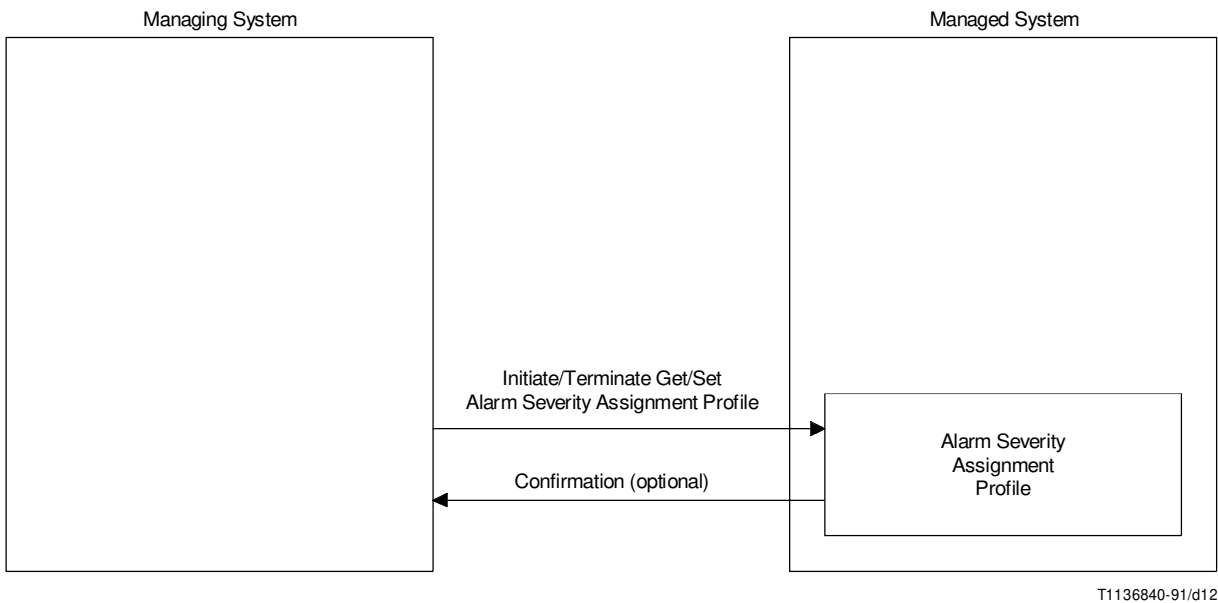 Managing System
Managed System
Initiate/Terminate Get/Set
Alarm Severity Assignment Profile
Alarm Severity
Assignment
Profile
Confirmation (optional)
T1136840-91/d12